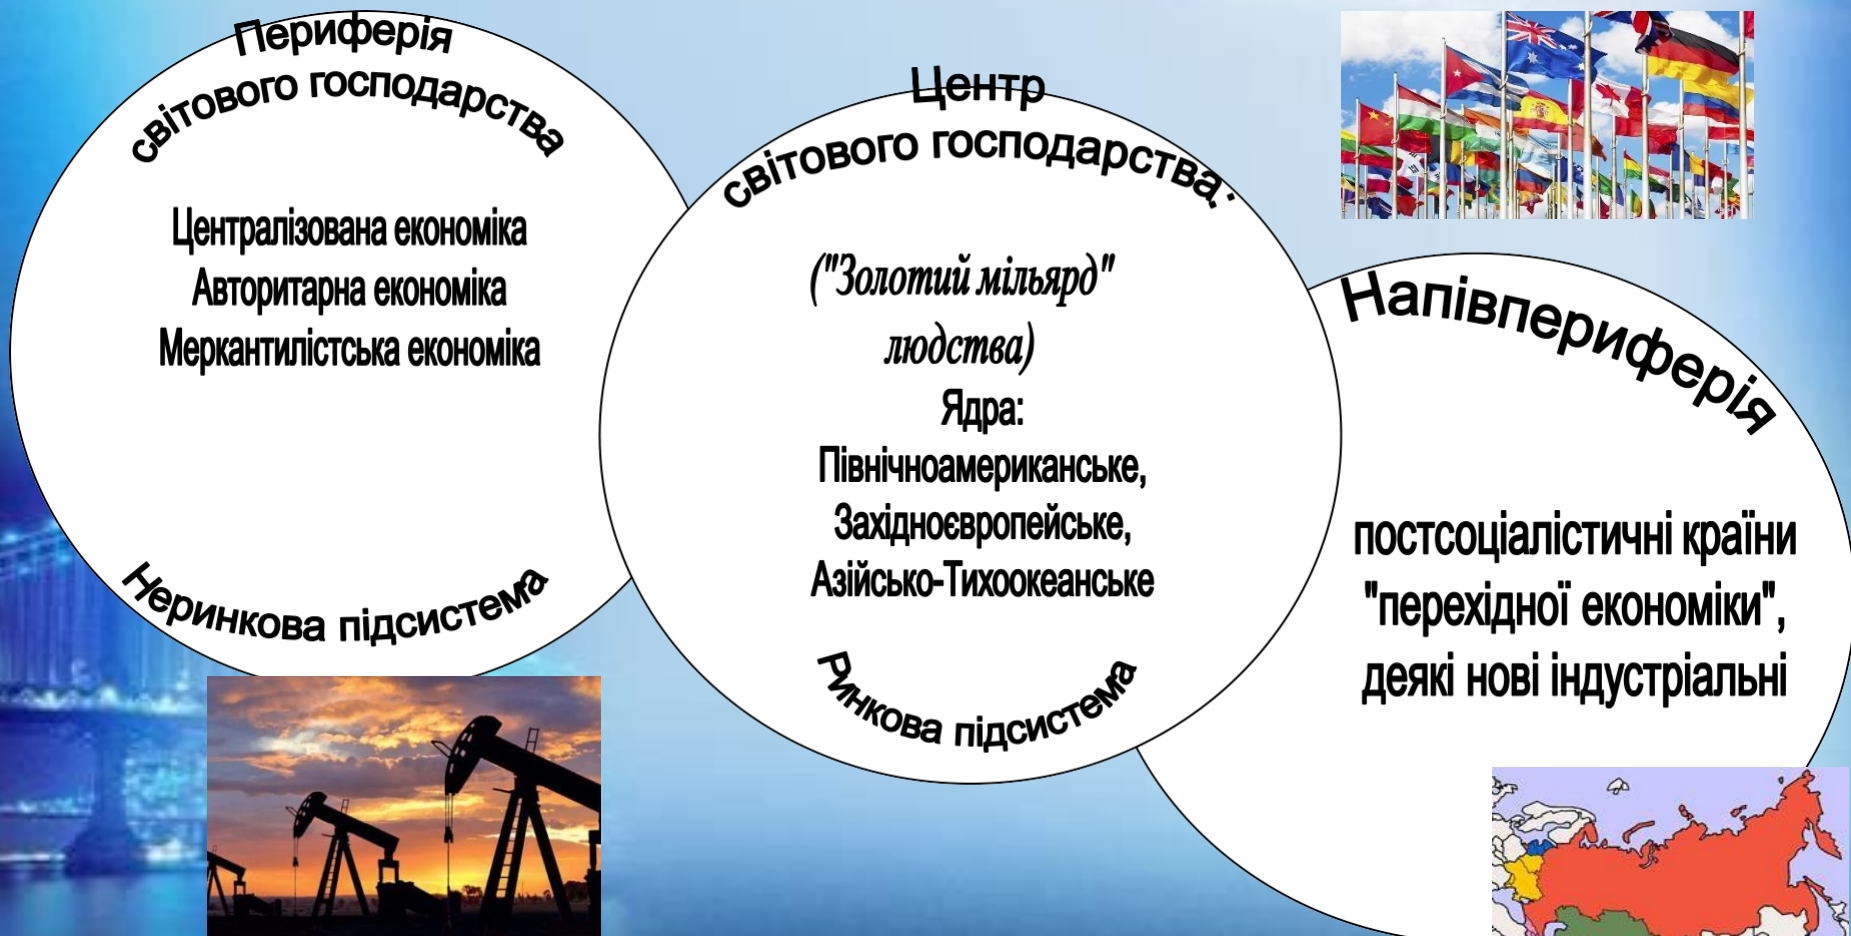 Периферія
світового господарства
Централізована економіка
Авторитарна економіка
Меркантилістська економіка
Неринкова підсистема
Центр
світового господарства:
("Золотий мільярд"
людства)
Ядра:
Північноамериканське,
Західноєвропейське,
Азійсько-Тихоокеанське
Ринкова підсистема
Напівпериферія
постсоціалістичні країни
"перехідної економіки",
деякі нові індустріальні